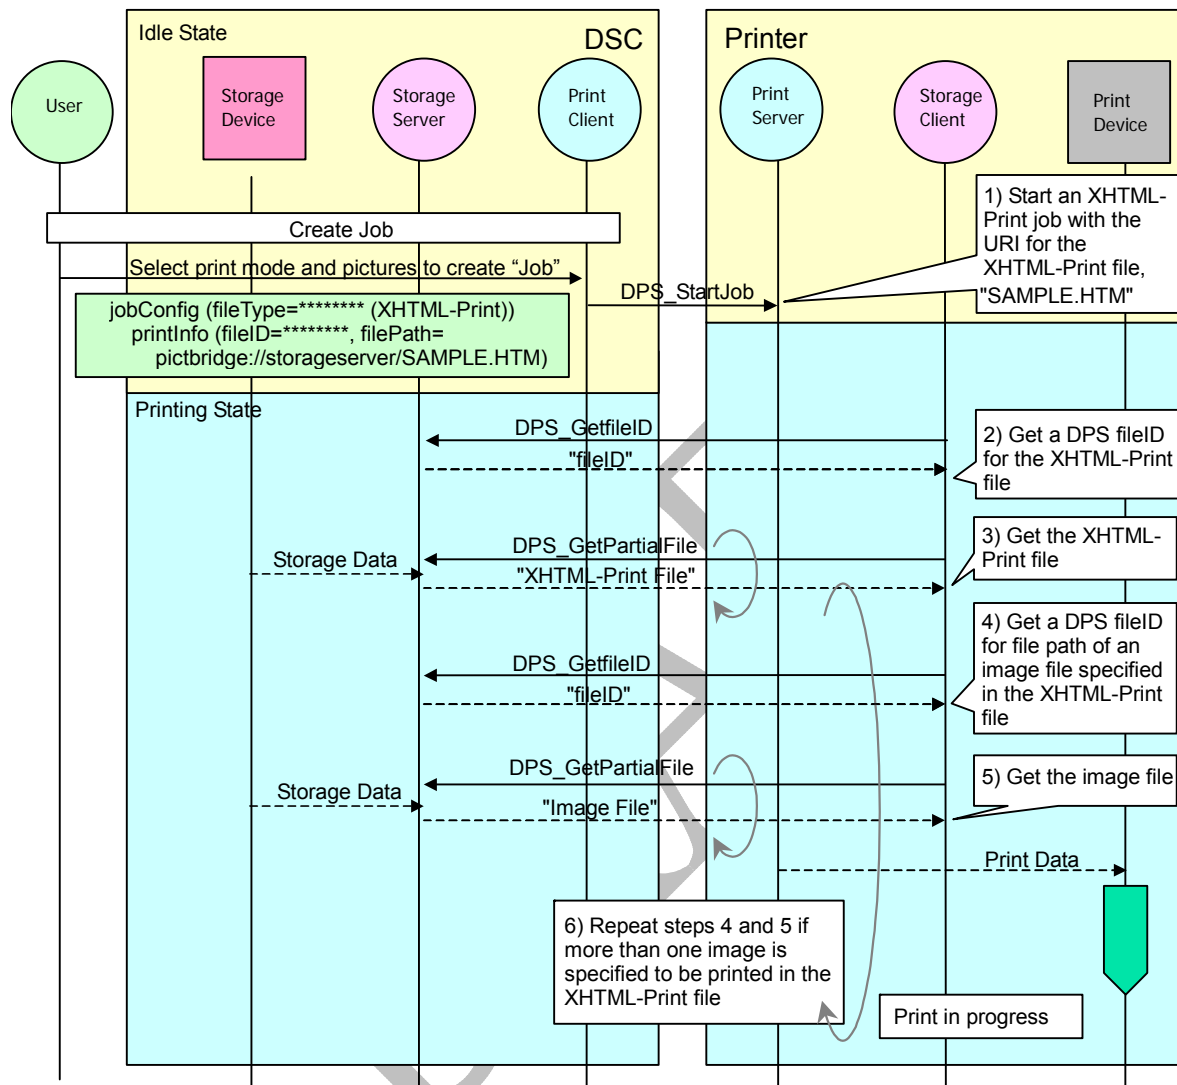 Idle State
DSC
Printer
User
Storage
Device
Storage
Server
Print
Client
Print
Server
Storage
Client
Print
Device
1) Start an XHTML-
Print job with the
URI for the
XHTML-Print file,
"SAMPLE.HTM"
Create Job
Select print mode and pictures to create “Job”
DPS_StartJob
jobConfig (fileType=******** (XHTML-Print))
printInfo (fileID=********, filePath=
pictbridge://storageserver/SAMPLE.HTM)
Printing State
DPS_GetfileID
"fileID"
2) Get a DPS fileID
for the XHTML-Print
file
DPS_GetPartialFile
Storage Data
"XHTML-Print File"
3) Get the XHTML-
Print file
DPS_GetfileID
"fileID"
4) Get a DPS fileID
for file path of an
image file specified
in the XHTML-Print
file
DPS_GetPartialFile
Storage Data
"Image File"
5) Get the image file
Print Data
6) Repeat steps 4 and 5 if
more than one image is
specified to be printed in the
XHTML-Print file
Print in progress